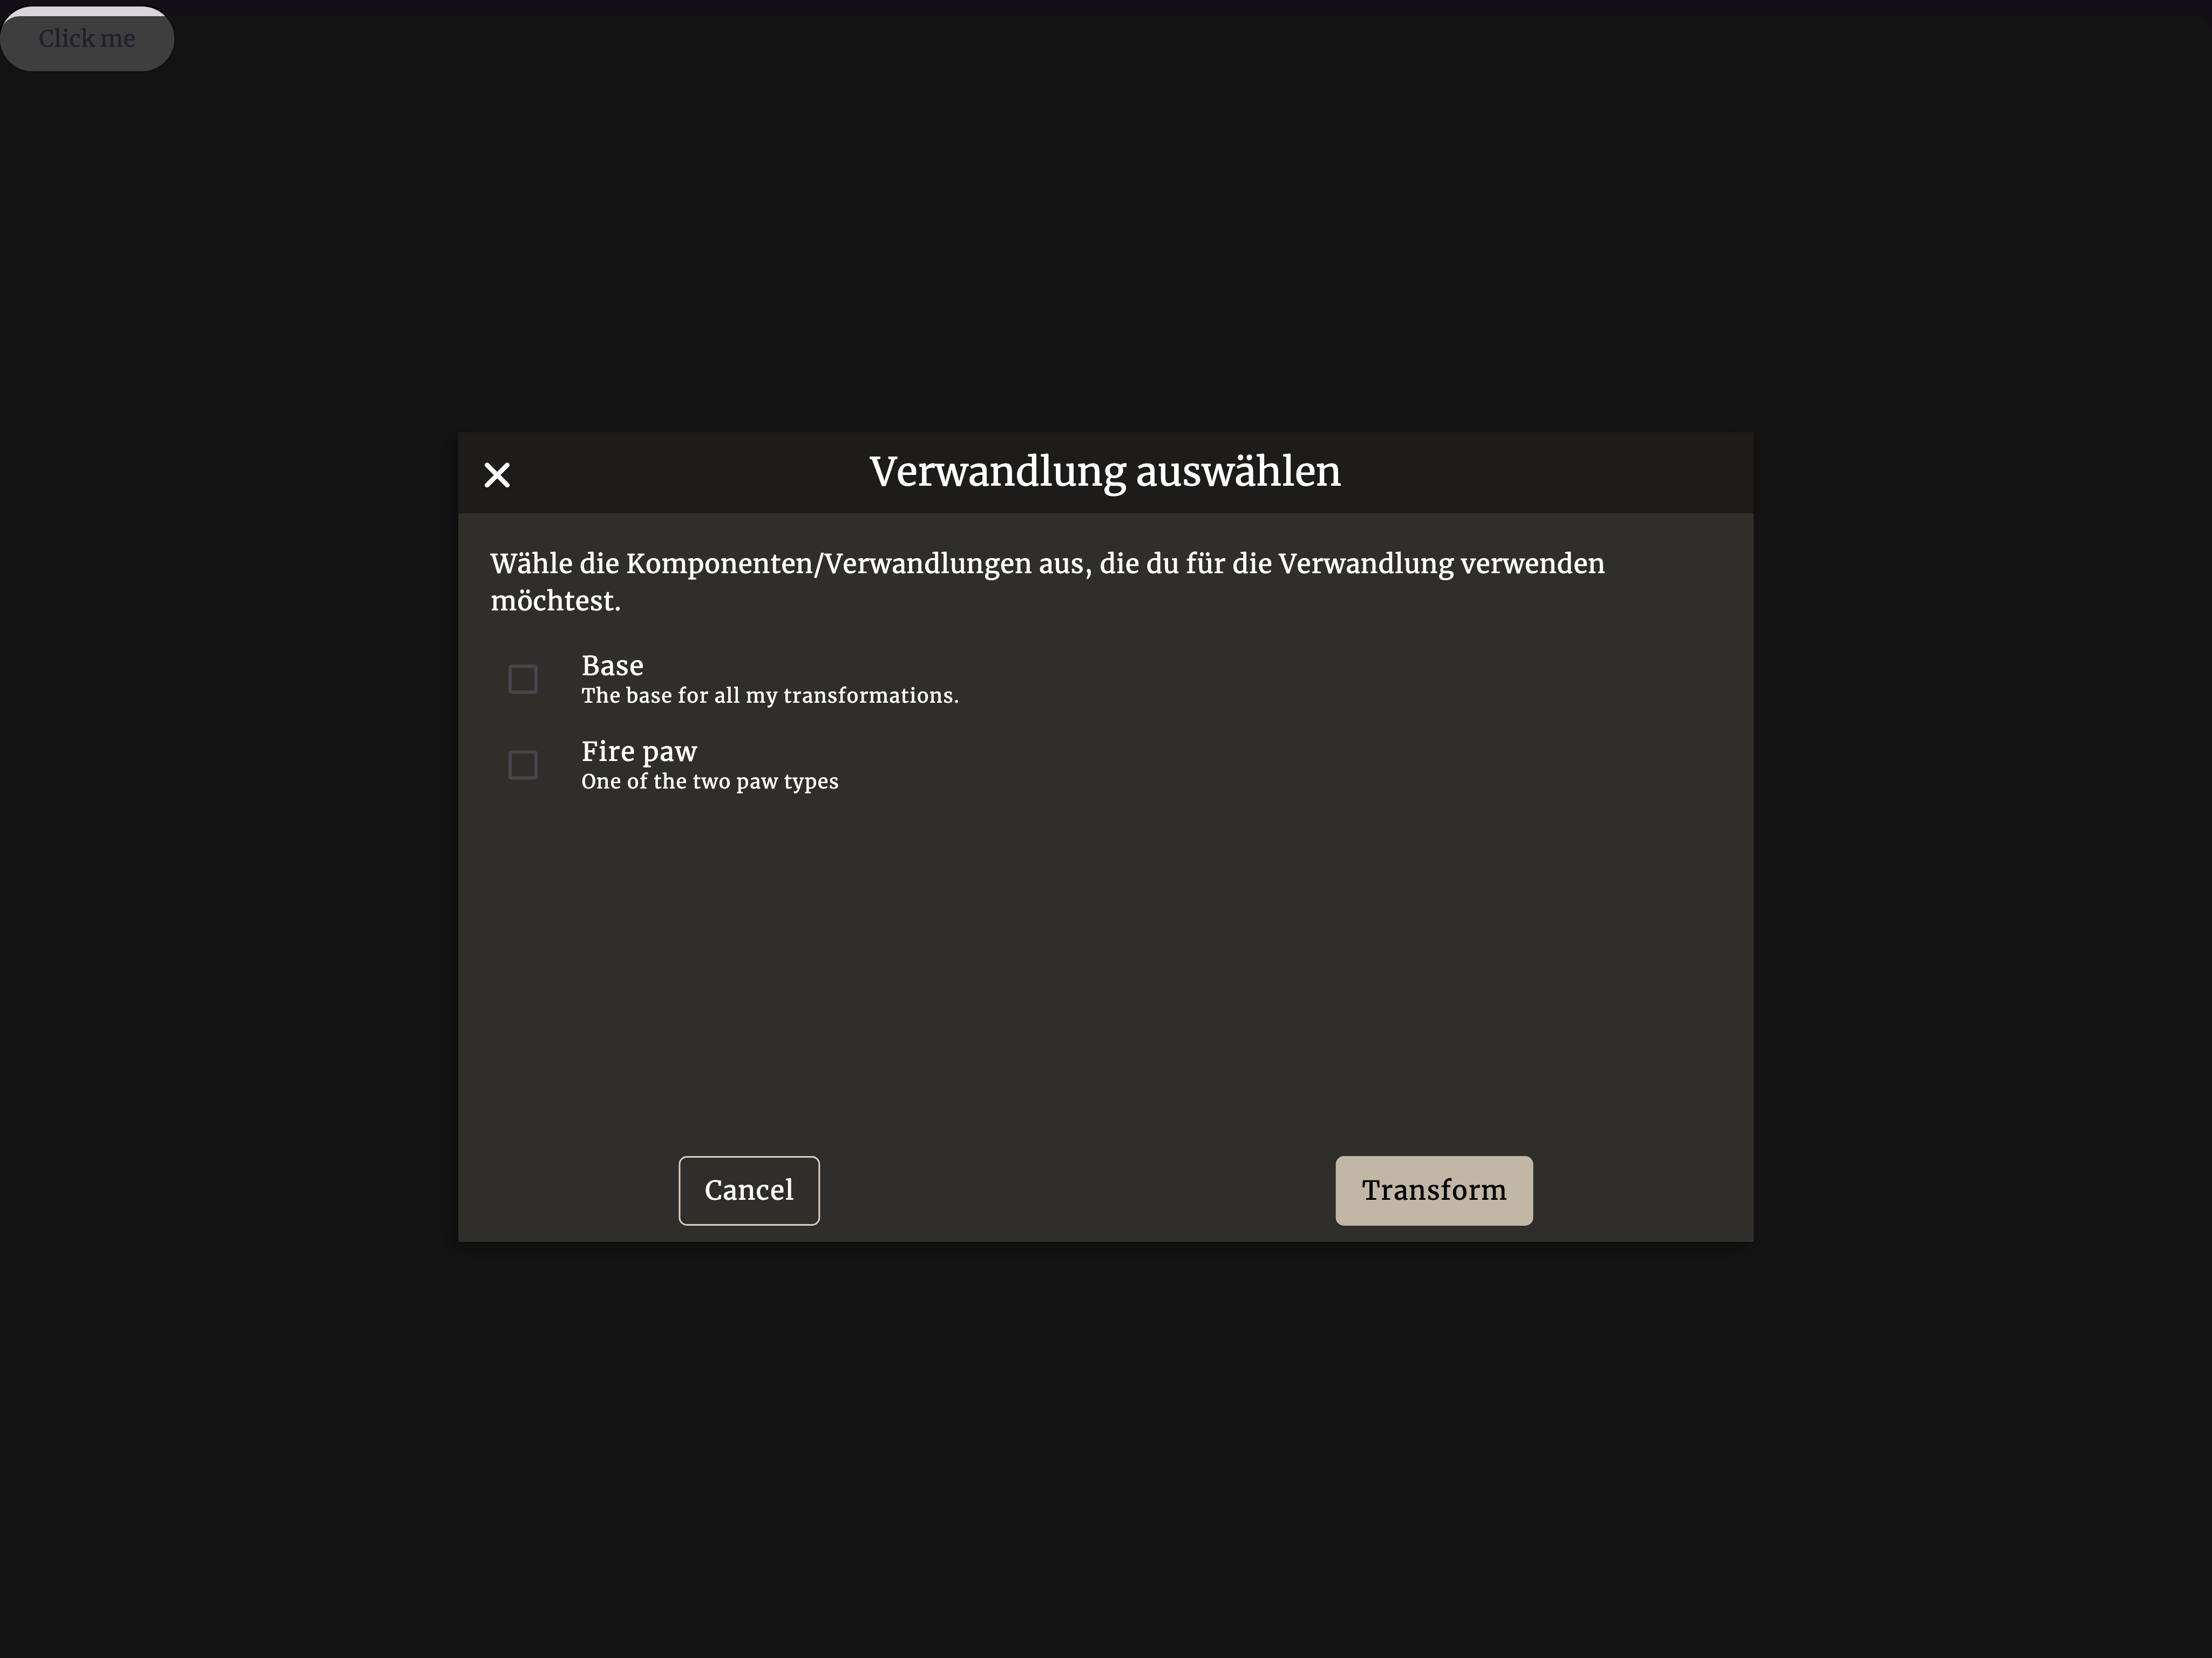 Click me
Verwandlung auswählen
Wähle die Komponenten/Verwandlungen aus, die du für die Verwandlung verwenden
möchtest.
Base
The base for all my transformations.
Fire paw
One of the two paw types
Cancel
Transform